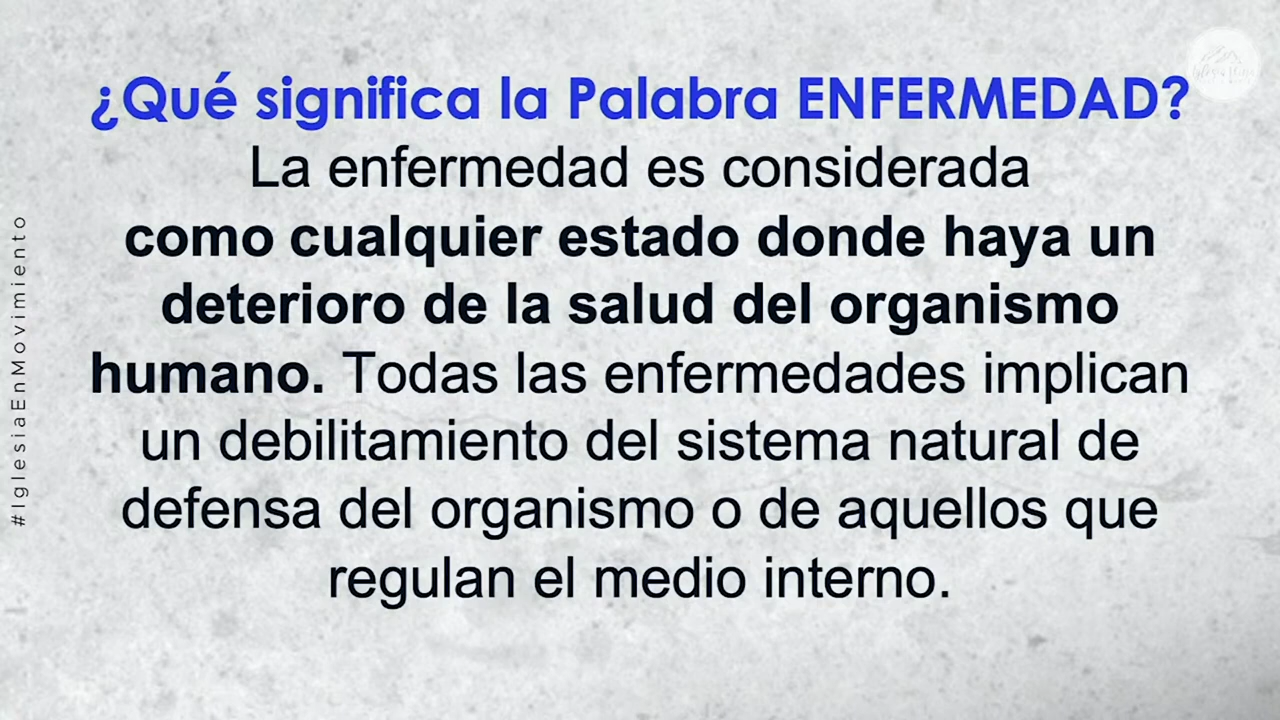 ¿Qué significa la Palabra ENFERMEDAD?
La enfermedad es considerada
como cualquier estado donde haya un
deterioro de la salud del organismo
humano. Todas las enfermedades implican
un debilitamiento del sistema natural de
defensa del organismo o de aquellos que
regulan el medio interno.
#IglesiaEnMovimiento